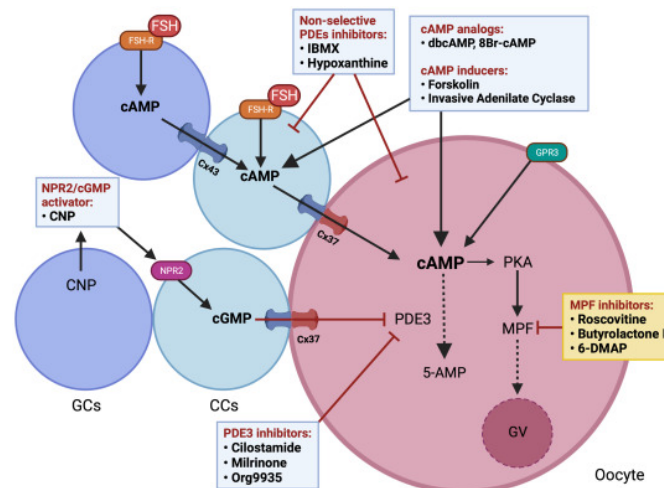 FSH
FSH-R
cAMP
Cx43
Non-selective
PDEs inhibitors:
• IBMX
• Hypoxanthine
cAMP analogs:
• dbcAMP, 8Br-cAMP
cAMP inducers:
• Forskolin
• Invasive Adenilate Cyclase
FSH
FSH-R
cAMP
Cx37
GPR3
NPR2/cGMP
activator:
• CNP
CNP
NPR2
cGMP
Cx37
cAMP
PKA
PDE3
MPF
5-AMP
GV
MPF inhibitors:
• Roscovitine
• Butyrolactone I
• 6-DMAP
GCs
CCs
PDE3 inhibitors:
• Cilostamide
• Milrinone
• Org9935
Oocyte